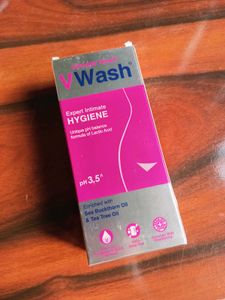 VWash®
Expert Intimate
HYGIENE
Unique pH balance
formula of Lactic Acid
pH 3.5^
Enriched with
Sea Buckthorn Oil
& Tea Tree Oil